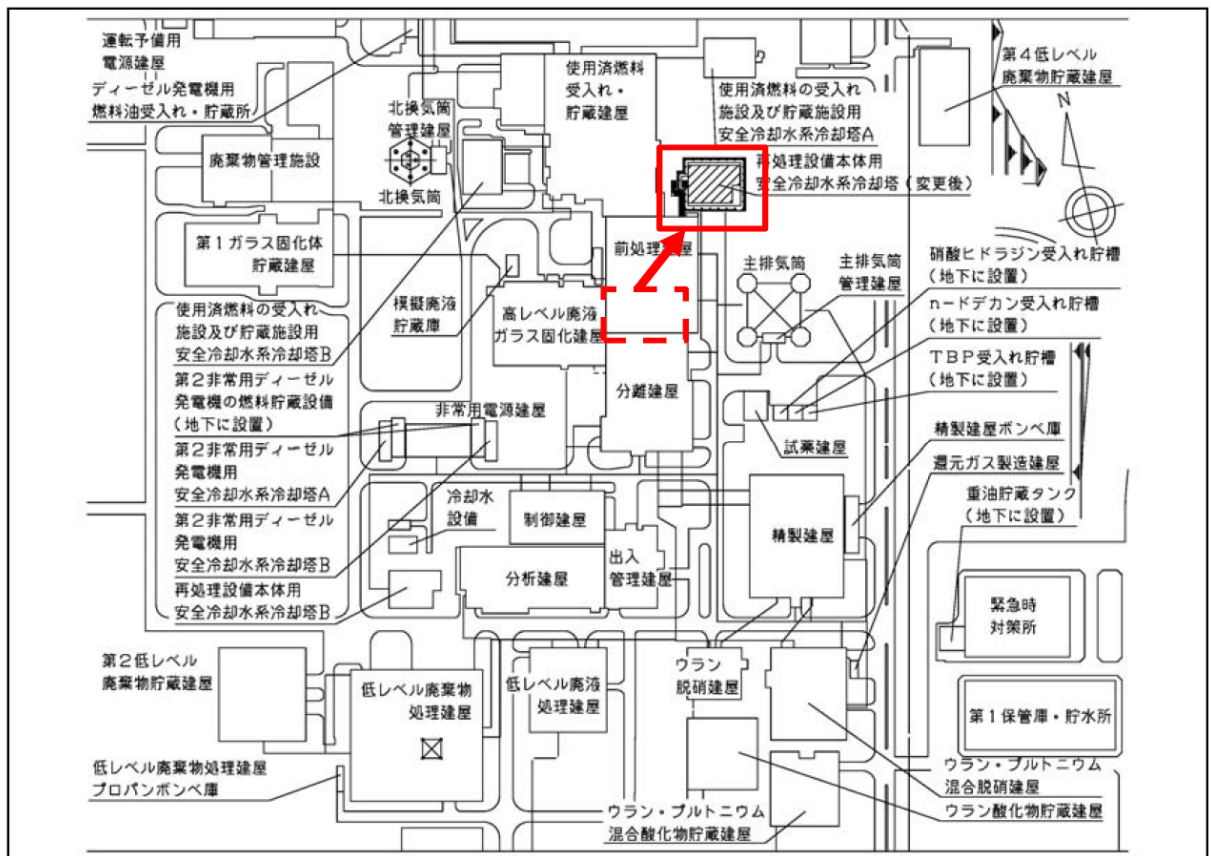 運転予備用
電源建屋
ディーゼル発電機用
燃料油受入れ・貯蔵所
使用済燃料
受入れ・
貯蔵建屋
使用済燃料の受入れ
施設及び貯蔵施設用
安全冷却水系冷却塔A
第4低レベル
廃棄物貯蔵建屋
N
北換気筒
管理建屋
廃棄物管理施設
北換気筒
再処理設備本体用
安全冷却水系冷却塔(変更後)
第1ガラス固化体
貯蔵建屋
前処理建屋
主排気筒
主排気筒
管理建屋
硝酸ヒドラジン受入れ貯槽
(地下に設置)
n－ドデカン受入れ貯槽
(地下に設置)
TBP受入れ貯槽
(地下に設置)
模擬廃液
貯蔵庫
高レベル廃液
ガラス固化建屋
使用済燃料の受入れ
施設及び貯蔵施設用
安全冷却水系冷却塔B
第2非常用ディーゼル
発電機の燃料貯蔵設備
(地下に設置)
非常用電源建屋
分離建屋
試薬建屋
精製建屋ボンベ庫
還元ガス製造建屋
重油貯蔵タンク
(地下に設置)
第2非常用ディーゼル
発電機用
安全冷却水系冷却塔A
第2非常用ディーゼル
発電機用
安全冷却水系冷却塔B
再処理設備本体用
安全冷却水系冷却塔B
冷却水
設備
制御建屋
分析建屋
出入
管理建屋
精製建屋
緊急時
対策所
第1保管庫・貯水所
第2低レベル
廃棄物貯蔵建屋
低レベル廃棄物
処理建屋
低レベル廃液
処理建屋
ウラン
脱硝建屋
低レベル廃棄物処理建屋
プロパンボンベ庫
ウラン・プルトニウム
混合脱硝建屋
ウラン酸化物貯蔵建屋
ウラン・プルトニウム
混合酸化物貯蔵建屋